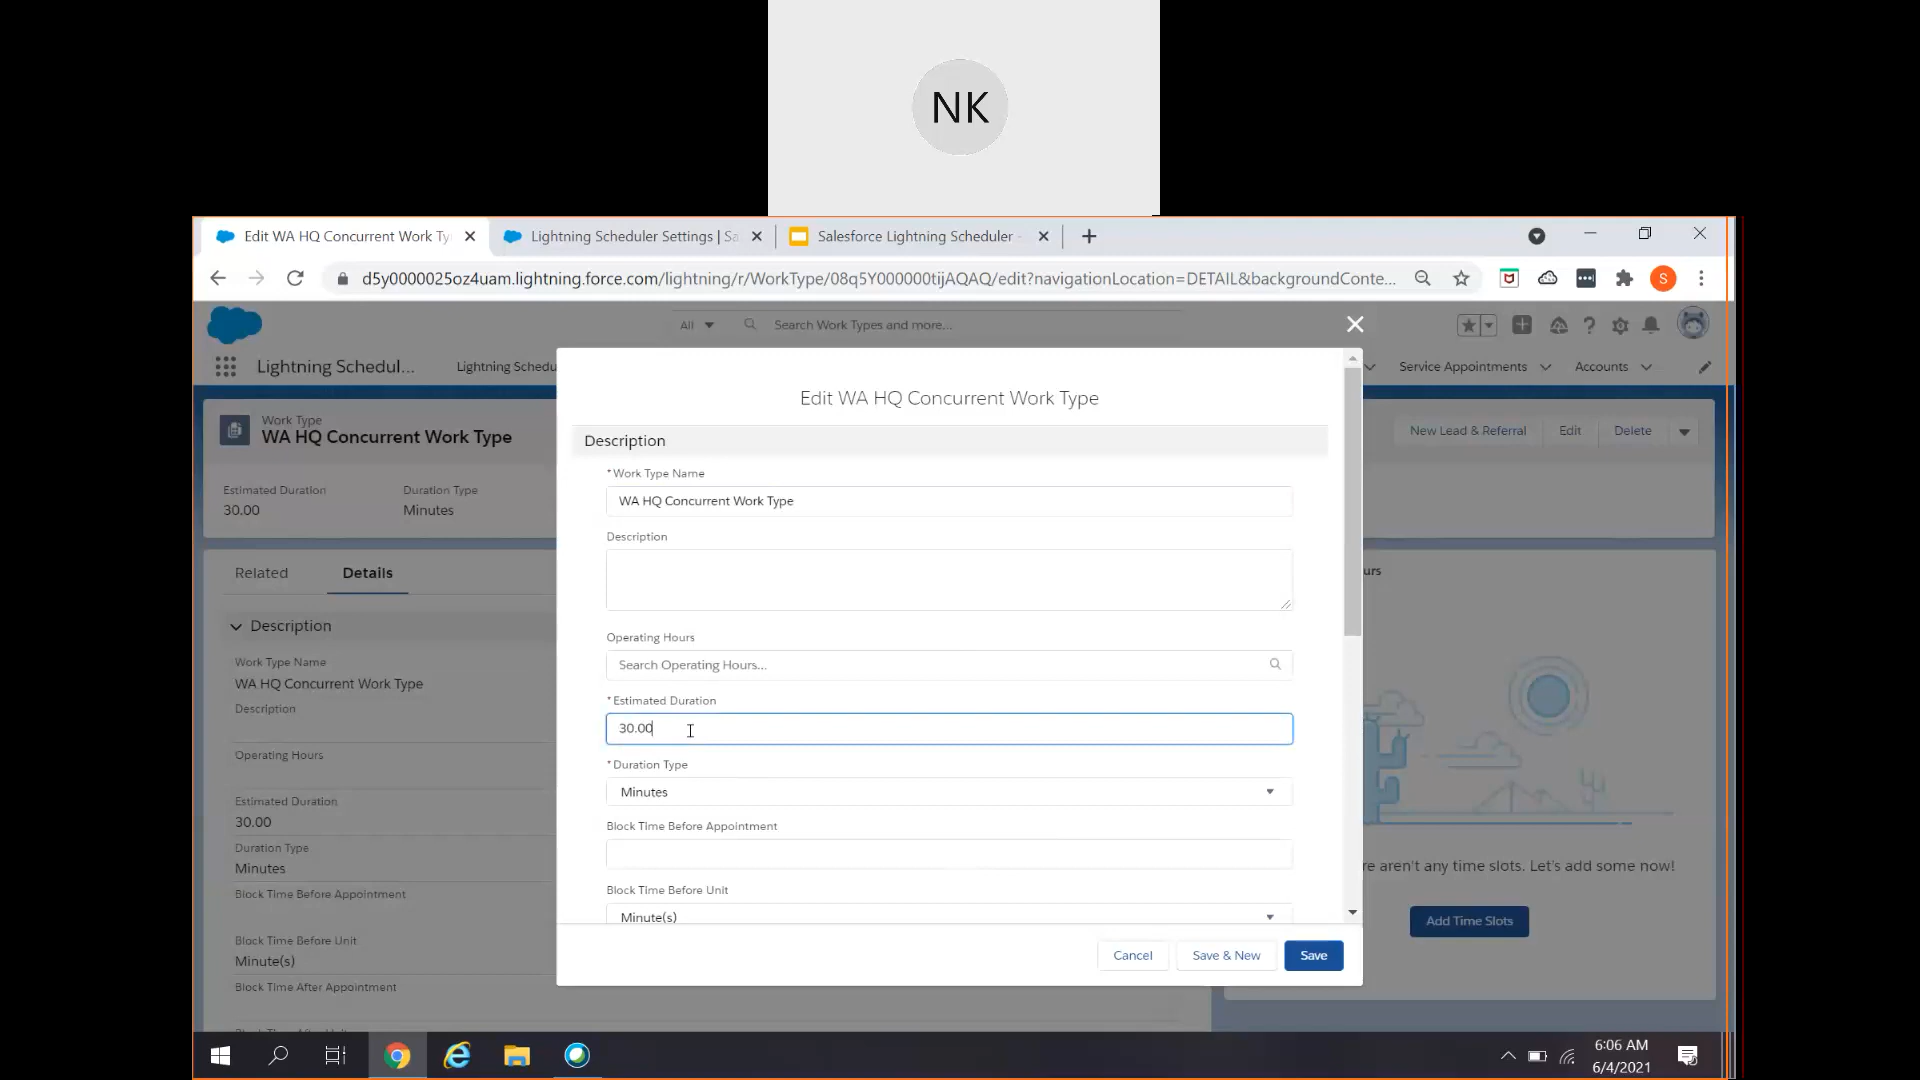 NK
Edit WA HQ Concurrent Work Ty
Lightning Scheduler Settings | Sa
Salesforce Lightning Scheduler -
d5y0000025oz4uam.lightning.force.com/lightning/r/WorkType/08q5Y000000tijAQAQ/edit?navigationLocation=DETAIL&backgroundConte...
S
All
Search Work Types and more...
Lightning Schedul...
Lightning Schedu
Service Appointments
Accounts
Work Type
WA HQ Concurrent Work Type
New Lead & Referral
Edit
Delete
Estimated Duration
30.00
Duration Type
Minutes
Related
Details
Description
Work Type Name
WA HQ Concurrent Work Type
Description
Operating Hours
Estimated Duration
30.00
Duration Type
Minutes
Block Time Before Appointment
Block Time Before Unit
Minute(s)
Block Time After Appointment
Block Time After Unit
Edit WA HQ Concurrent Work Type
Description
*Work Type Name
WA HQ Concurrent Work Type
Description
Operating Hours
Search Operating Hours...
*Estimated Duration
30.00
*Duration Type
Minutes
Block Time Before Appointment
Block Time Before Unit
Minute(s)
Cancel
Save & New
Save
urs
re aren't any time slots. Let's add some now!
Add Time Slots
6:06 AM
6/4/2021